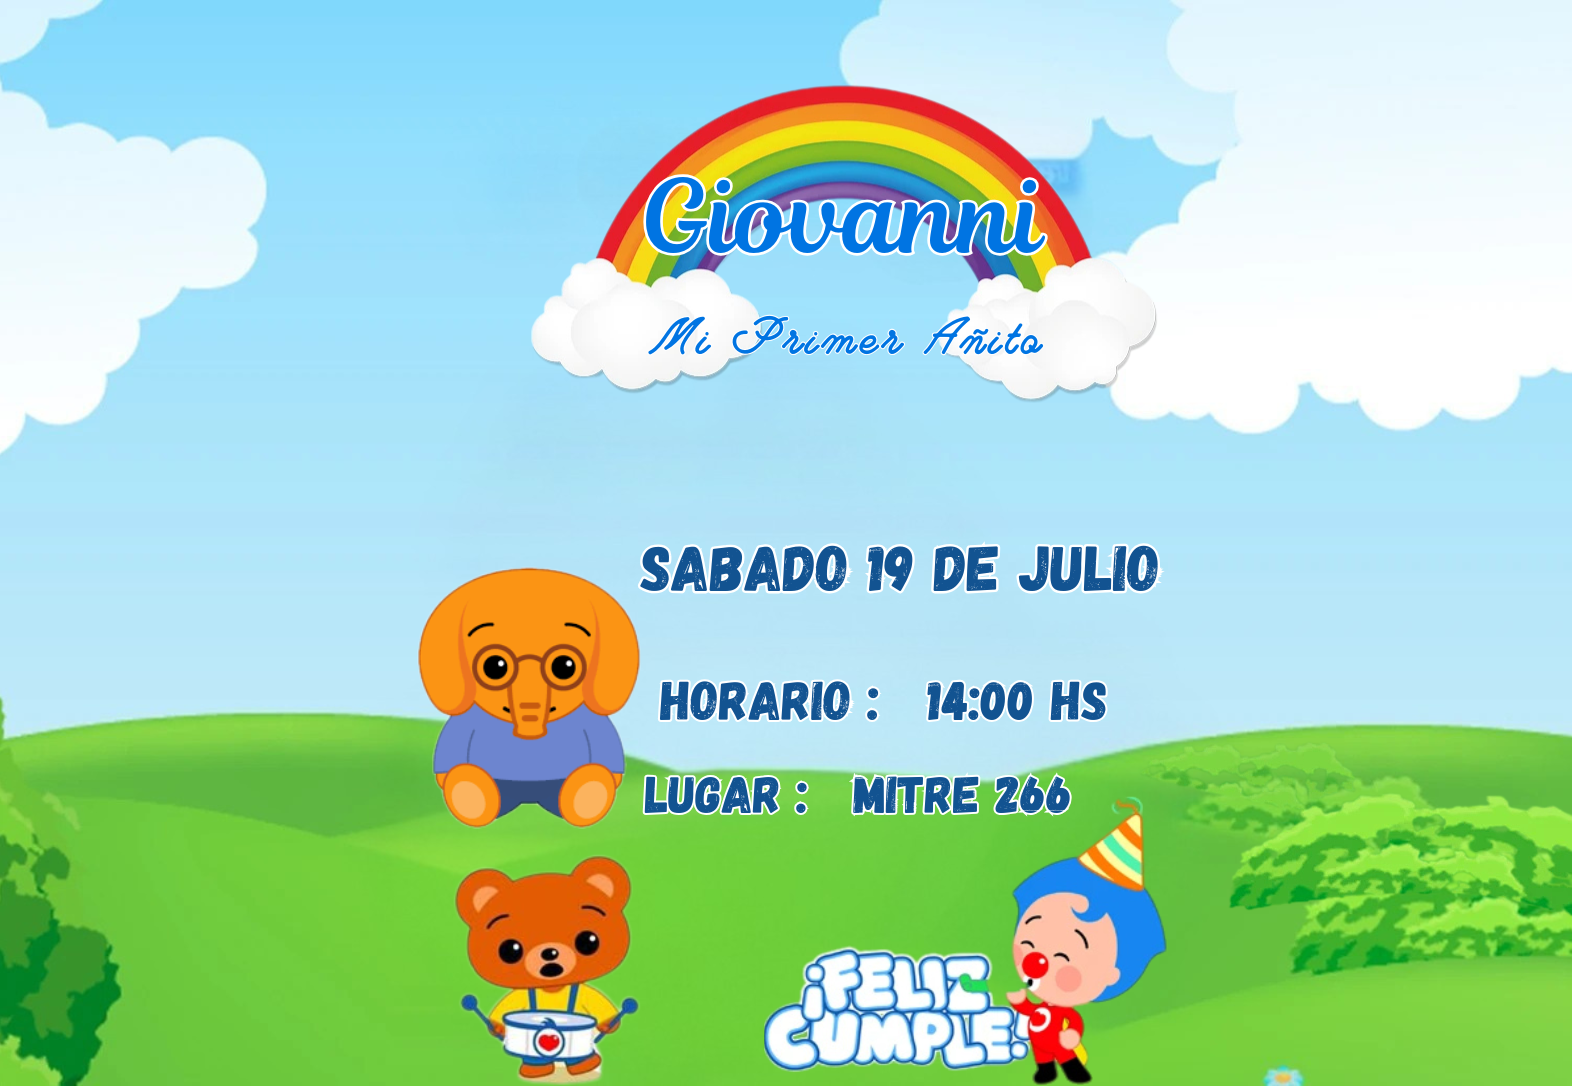 Giovanni
Mi Primer Añito
SABADO 19 DE JULIO
HORARIO : 14:00 HS
LUGAR : MITRE 266
¡FELIZ
CUMPLE!